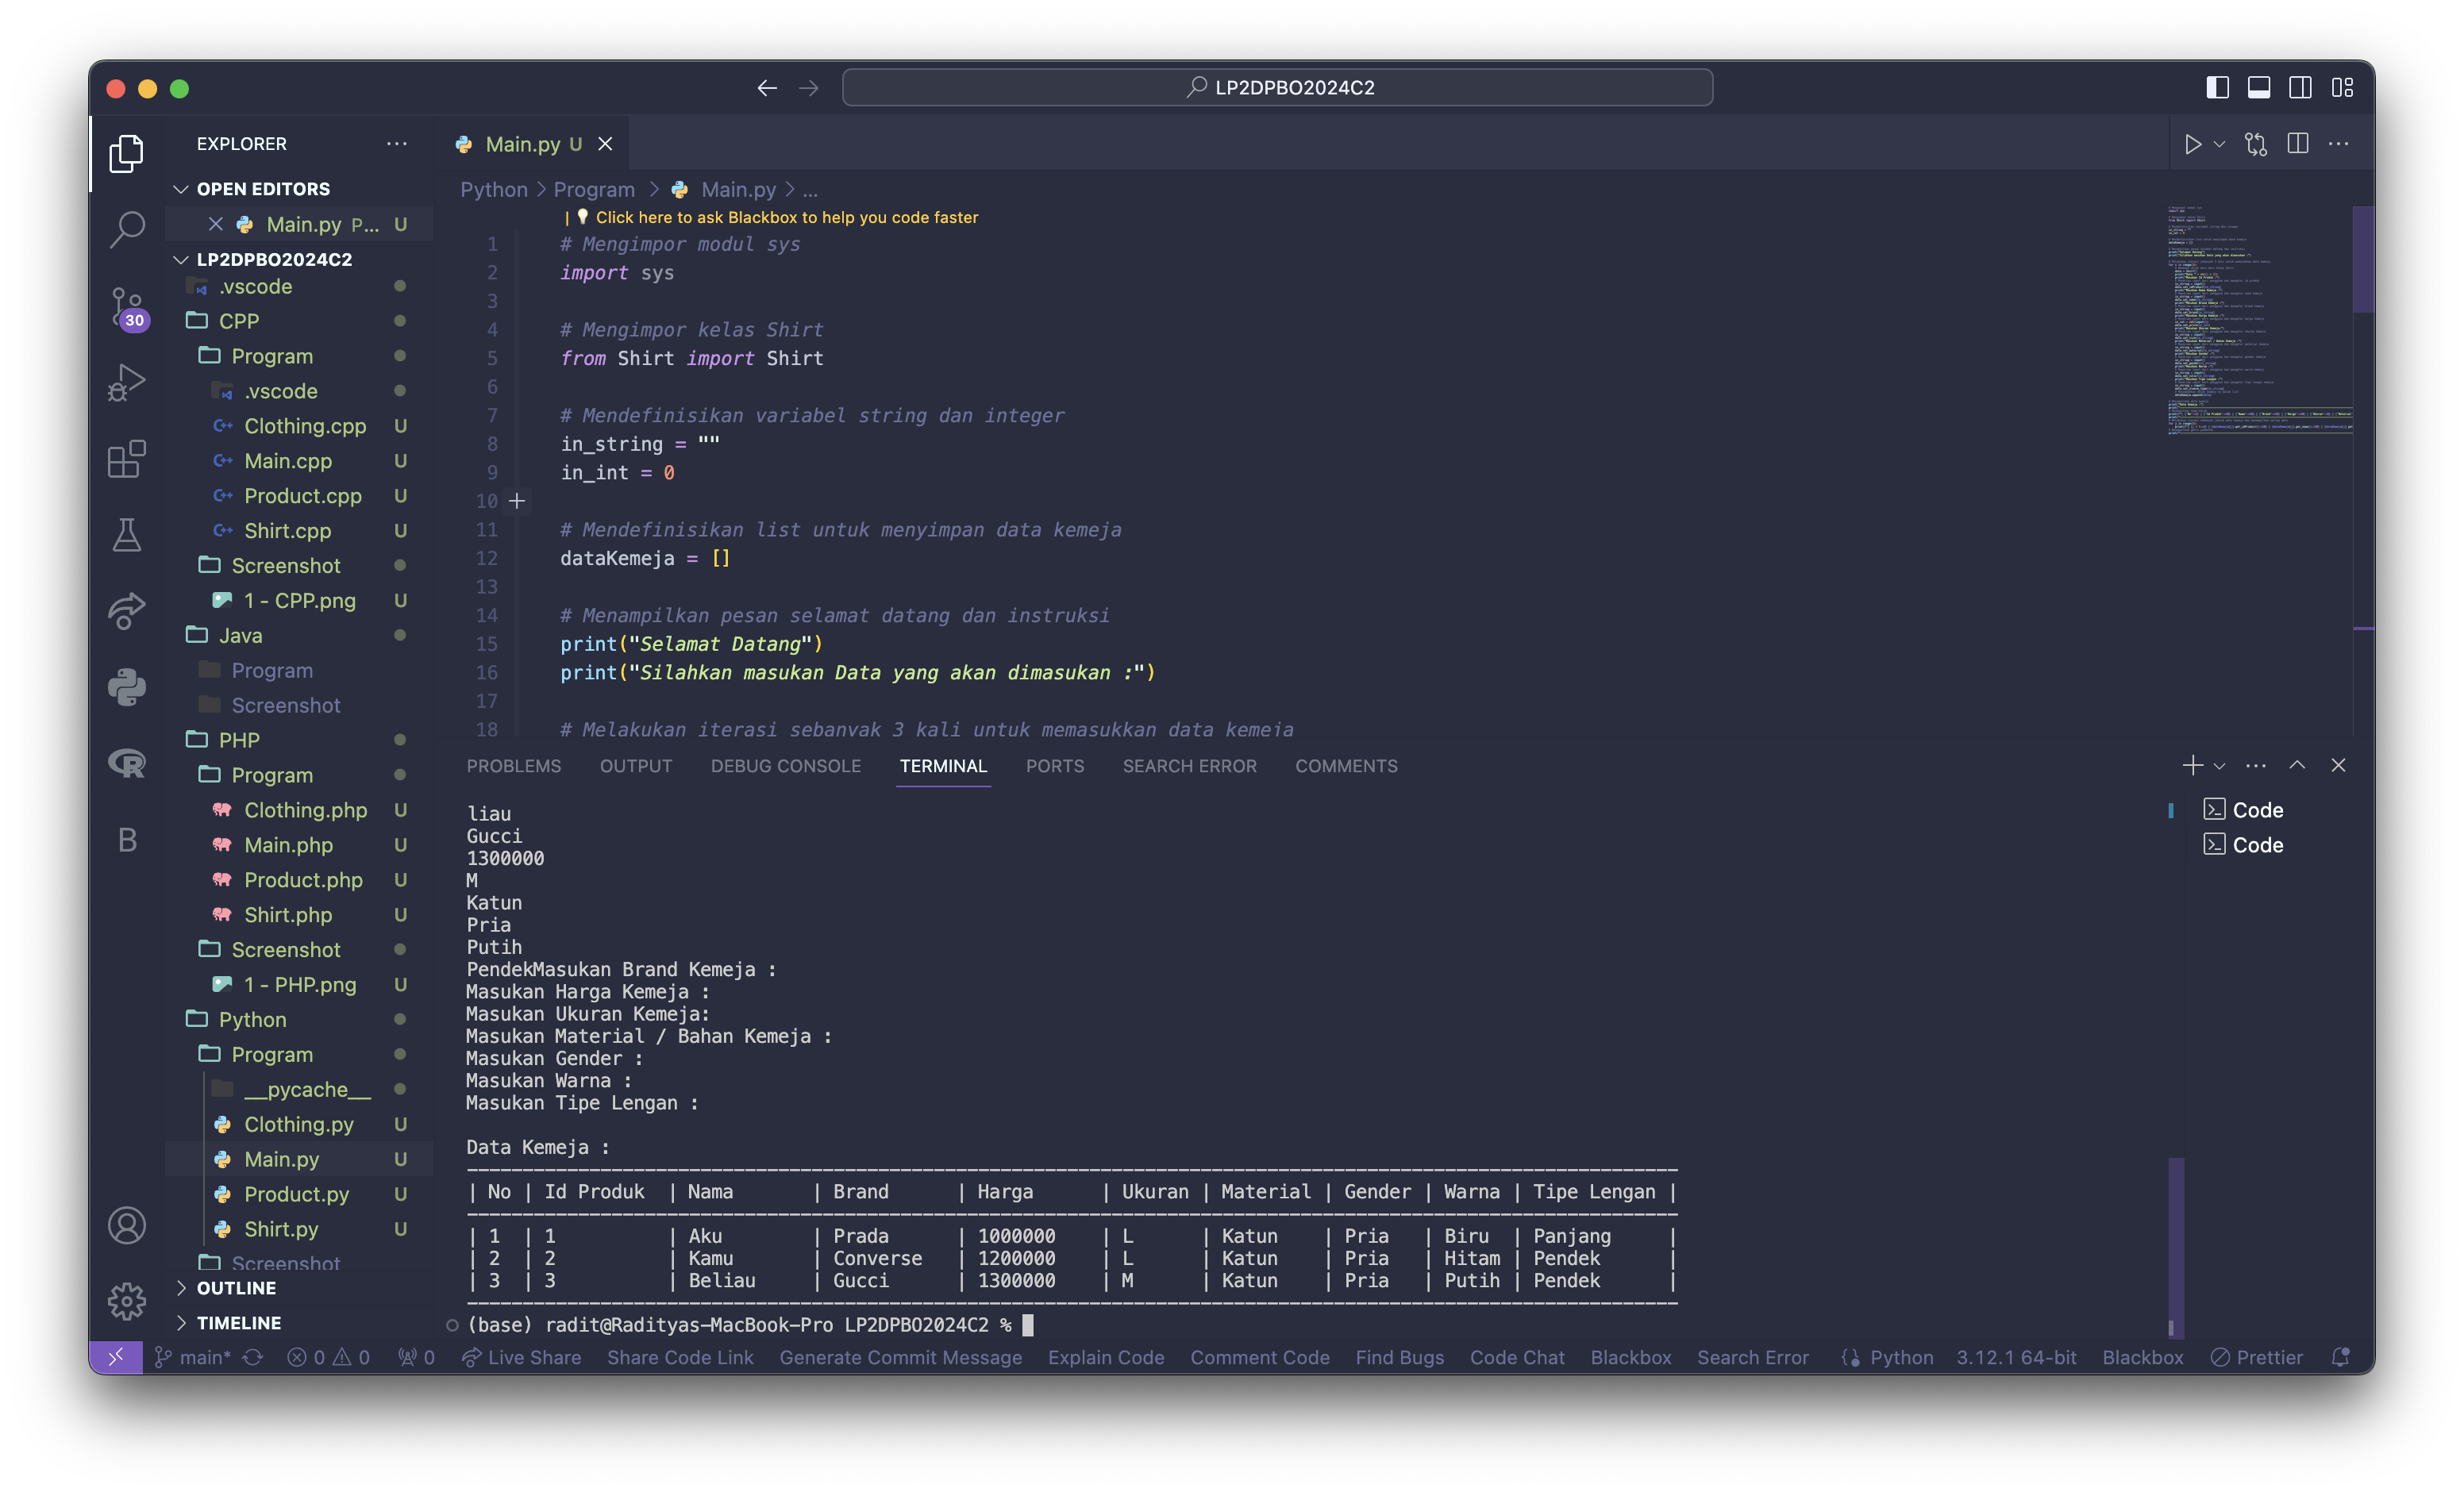 LP2DPBO2024C2
EXPLORER
OPEN EDITORS
Main.py P... U
LP2DPBO2024C2
.vscode
CPP
Program
.vscode
Clothing.cpp U
Main.cpp U
Product.cpp U
Shirt.cpp U
Screenshot
1 - CPP.png U
Java
Program
Screenshot
PHP
Program
Clothing.php U
Main.php U
Product.php U
Shirt.php U
Screenshot
1 - PHP.png U
Python
Program
__pycache__
Clothing.py U
Main.py U
Product.py U
Shirt.py U
Screenshot
OUTLINE
TIMELINE
30
B
Main.py U
Python > Program > Main.py > ...
| Click here to ask Blackbox to help you code faster
1 # Mengimpor modul sys
2 import sys
3
4 # Mengimpor kelas Shirt
5 from Shirt import Shirt
6
7 # Mendefinisikan variabel string dan integer
8 in_string = ""
9 in_int = 0
10
11 # Mendefinisikan list untuk menyimpan data kemeja
12 dataKemeja = []
13
14 # Menampilkan pesan selamat datang dan instruksi
15 print("Selamat Datang")
16 print("Silahkan masukan Data yang akan dimasukan :")
17
18 # Melakukan iterasi sebanyak 3 kali untuk memasukkan data kemeja
PROBLEMS OUTPUT DEBUG CONSOLE TERMINAL PORTS SEARCH ERROR COMMENTS
Code
Code
liau
Gucci
1300000
M
Katun
Pria
Putih
PendekMasukan Brand Kemeja :
Masukan Harga Kemeja :
Masukan Ukuran Kemeja:
Masukan Material / Bahan Kemeja :
Masukan Gender :
Masukan Warna :
Masukan Tipe Lengan :
Data Kemeja :
| No | Id Produk | Nama | Brand | Harga | Ukuran | Material | Gender | Warna | Tipe Lengan |
| 1 | 1 | Aku | Prada | 1000000 | L | Katun | Pria | Biru | Panjang |
| 2 | 2 | Kamu | Converse | 1200000 | L | Katun | Pria | Hitam | Pendek |
| 3 | 3 | Beliau | Gucci | 1300000 | M | Katun | Pria | Putih | Pendek |
(base) radit@Radityas-MacBook-Pro LP2DPBO2024C2 %
main* 0 0 0 Live Share Share Code Link Generate Commit Message Explain Code Comment Code Find Bugs Code Chat Blackbox Search Error Python 3.12.1 64-bit Blackbox Prettier